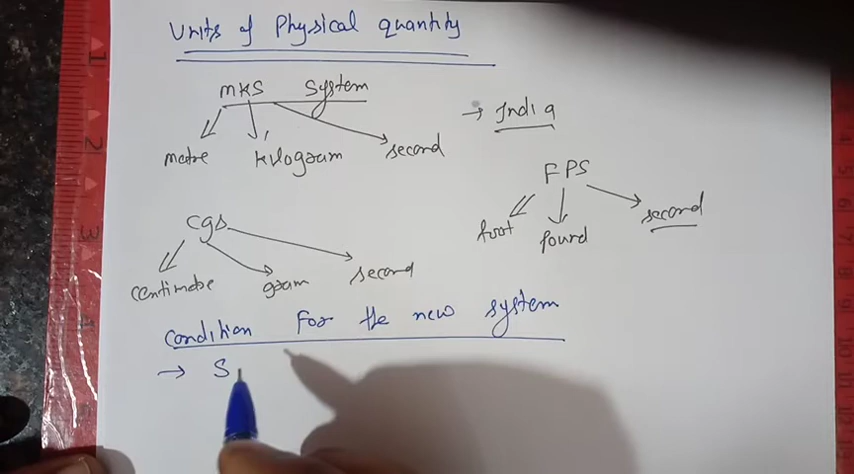 Units of Physical quantity
MKS System
→ India
metre kilogram second
FPS
foot pound second
cgs
centimetre gram second
Condition for the new system
→ S